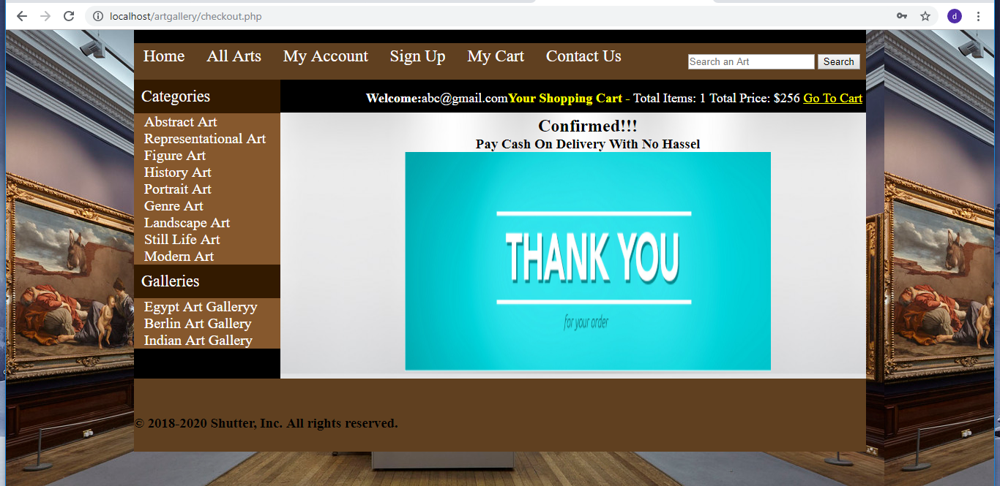 localhost/artgallery/checkout.php
d
Home All Arts My Account Sign Up My Cart Contact Us
Search an Art Search
Categories
Welcome:abc@gmail.comYour Shopping Cart - Total Items: 1 Total Price: $256 Go To Cart
Abstract Art
Representational Art
Figure Art
History Art
Portrait Art
Genre Art
Landscape Art
Still Life Art
Modern Art
Galleries
Egypt Art Galleryy
Berlin Art Gallery
Indian Art Gallery
Confirmed!!!
Pay Cash On Delivery With No Hassel
THANK YOU
for your order
© 2018-2020 Shutter, Inc. All rights reserved.